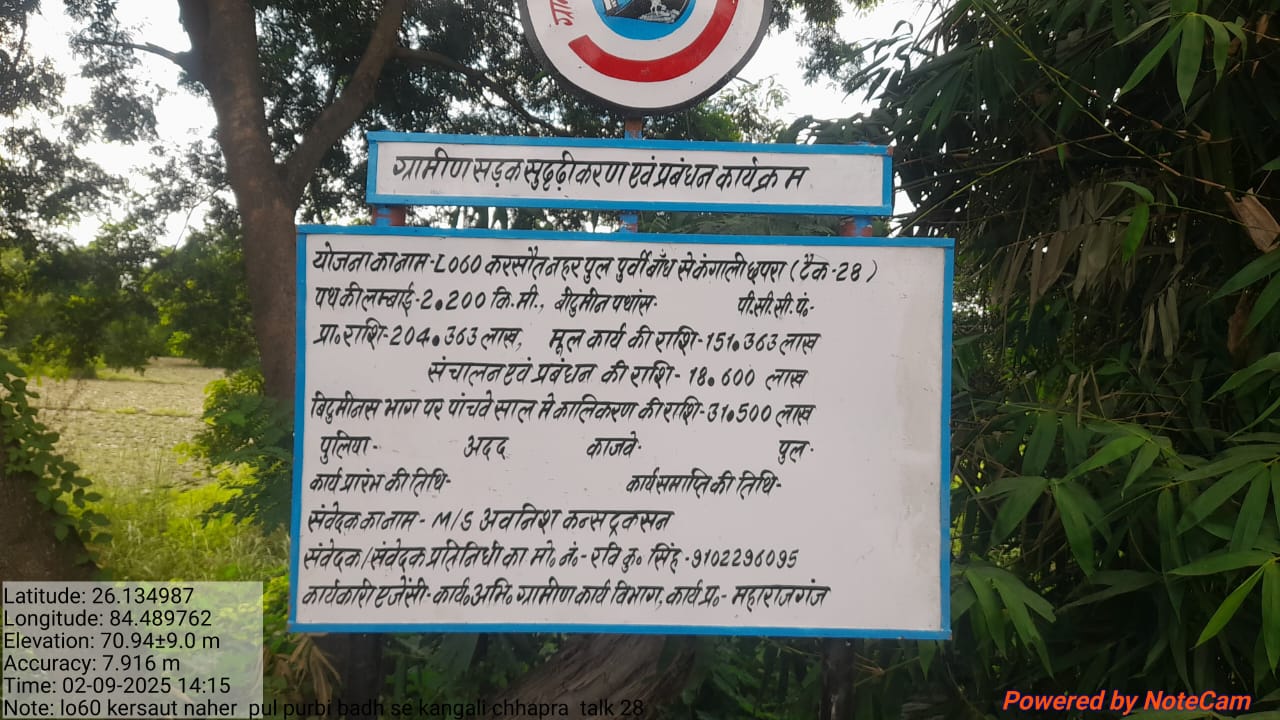 ग्रामीण सड़क सुदृढ़ीकरण एवं प्रबंधन कार्यक्रम
योजना का नाम-L060 करसौत नहर पुल पुर्वी बाँध से कंगाली छपरा (टैक-28)
पथ की लम्बाई-2.200 कि.मी., बीटुमीन पथांस- पी.सी.सी.पं.-
प्रा. राशि-204.363 लाख, मूल कार्य की राशि-151.363 लाख
संचालन एवं प्रबंधन की राशि-18.600 लाख
बिटुमीनस भाग पर पांचवे साल मे कालिकरण की राशि-31.500 लाख
पुलिया- अदद काजवे- पुल-
कार्य प्रारंभ की तिथि- कार्य समाप्ति की तिथि-
संवेदक का नाम - M/S अवनिश कन्सट्रकसन
संवेदक/संवेदक प्रतिनिधी का मो. नं.- रवि कु. सिंह-9102296095
कार्यकारी एजेंसी-कार्य. अभि. ग्रामीण कार्य विभाग, कार्य प्र.- महाराजगंज
Latitude: 26.134987
Longitude: 84.489762
Elevation: 70.94±9.0 m
Accuracy: 7.916 m
Time: 02-09-2025 14:15
Note: lo60 kersaut naher pul purbi badh se kangali chhapra talk 28
Powered by NoteCam